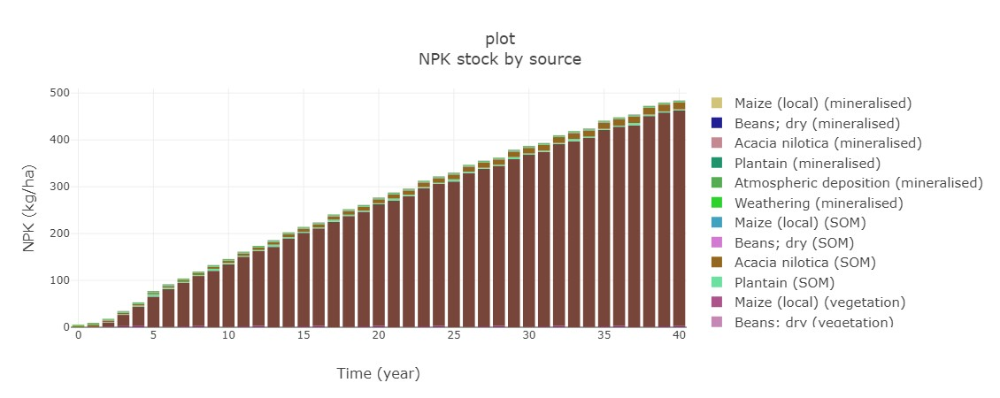 plot
NPK stock by source
NPK (kg/ha)
500
400
300
200
100
0
0 5 10 15 20 25 30 35 40
Time (year)
Maize (local) (mineralised)
Beans; dry (mineralised)
Acacia nilotica (mineralised)
Plantain (mineralised)
Atmospheric deposition (mineralised)
Weathering (mineralised)
Maize (local) (SOM)
Beans; dry (SOM)
Acacia nilotica (SOM)
Plantain (SOM)
Maize (local) (vegetation)
Beans; dry (vegetation)